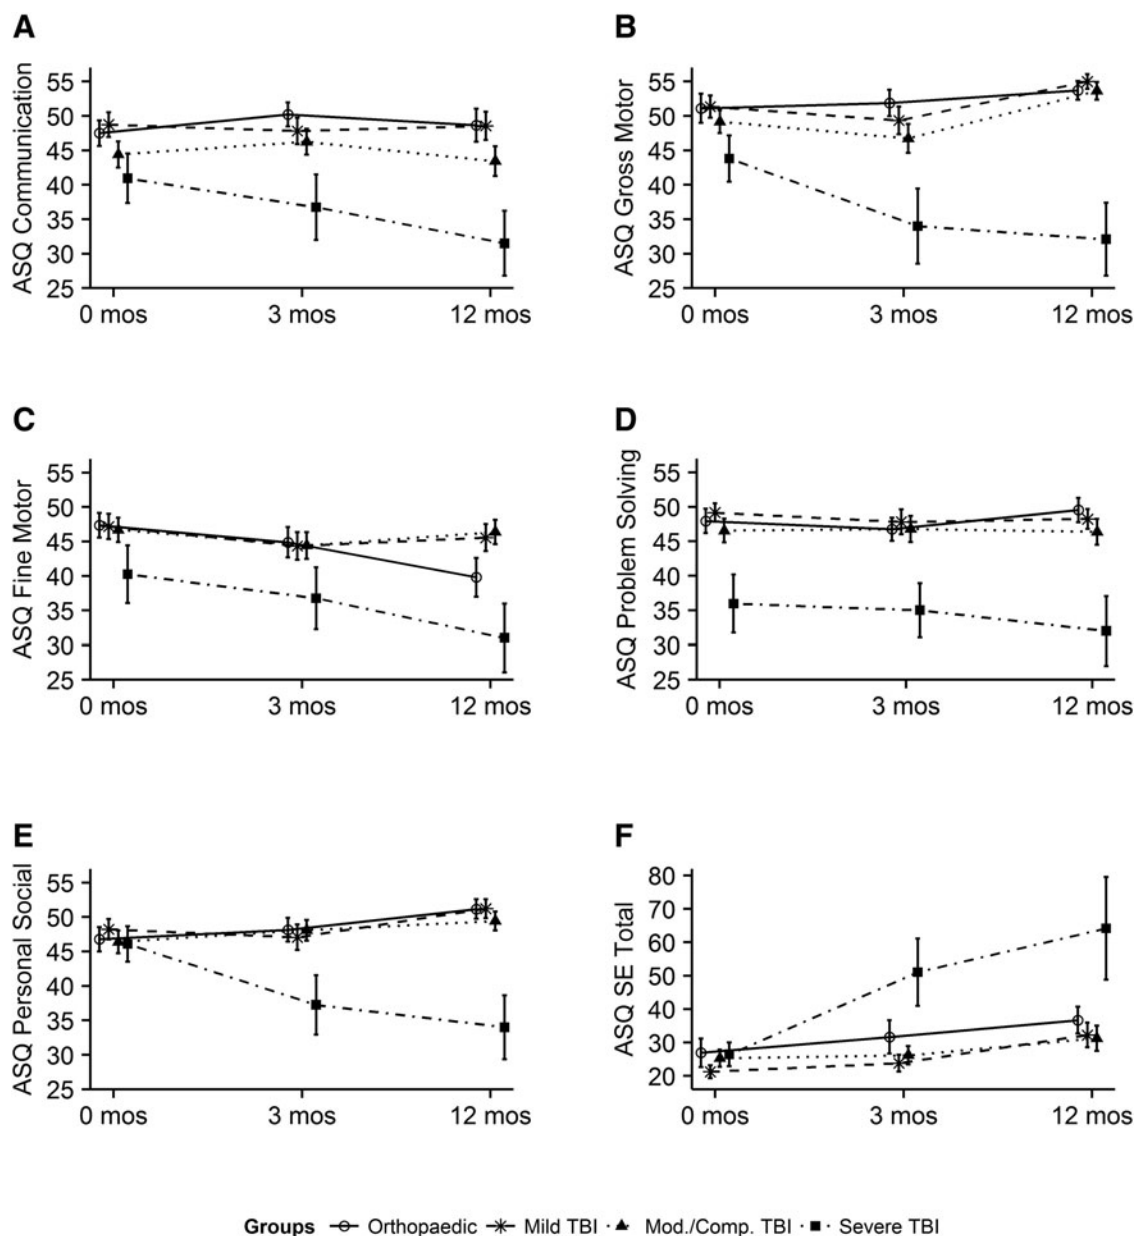 A
ASQ Communication
55
50
45
40
35
30
25
0 mos 3 mos 12 mos
B
ASQ Gross Motor
55
50
45
40
35
30
25
0 mos 3 mos 12 mos
C
ASQ Fine Motor
55
50
45
40
35
30
25
0 mos 3 mos 12 mos
D
ASQ Problem Solving
55
50
45
40
35
30
25
0 mos 3 mos 12 mos
E
ASQ Personal Social
55
50
45
40
35
30
25
0 mos 3 mos 12 mos
F
ASQ SE Total
80
70
60
50
40
30
20
0 mos 3 mos 12 mos
Groups Orthopaedic Mild TBI Mod./Comp. TBI Severe TBI